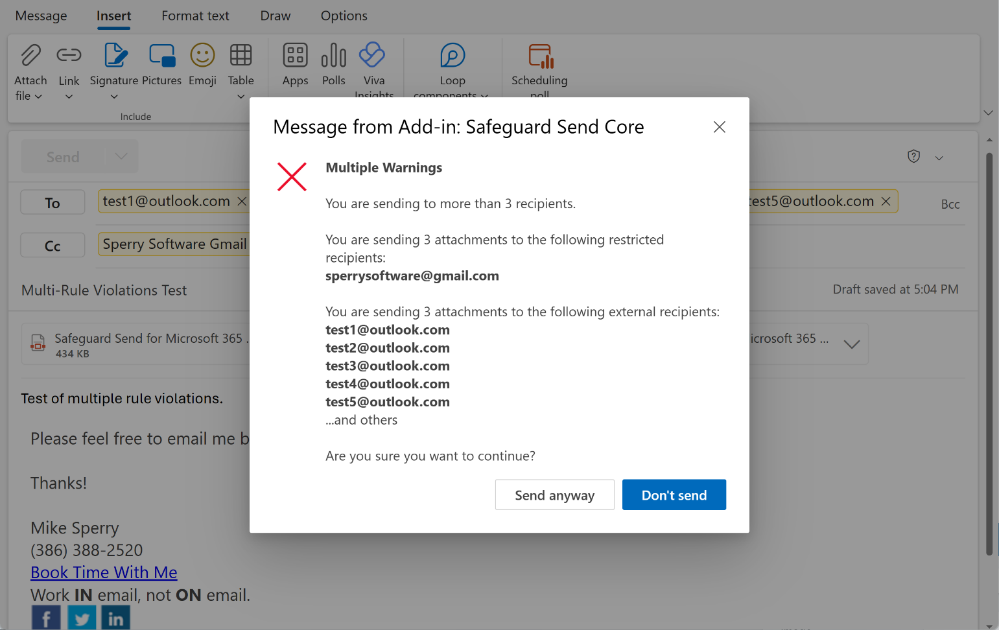 Message Insert Format text Draw Options
Attach file Link Signature Pictures Emoji Table Apps Polls Viva Insights Loop components Scheduling poll
Include
Send
To test1@outlook.com test5@outlook.com Bcc
Cc Sperry Software Gmail
Multi-Rule Violations Test Draft saved at 5:04 PM
Safeguard Send for Microsoft 365 . icrosoft 365 ...
434 KB
Test of multiple rule violations.
Please feel free to email me b
Thanks!
Mike Sperry
(386) 388-2520
Book Time With Me
Work IN email, not ON email.
f in
Message from Add-in: Safeguard Send Core
Multiple Warnings
You are sending to more than 3 recipients.
You are sending 3 attachments to the following restricted
recipients:
sperrysoftware@gmail.com
You are sending 3 attachments to the following external recipients:
test1@outlook.com
test2@outlook.com
test3@outlook.com
test4@outlook.com
test5@outlook.com
...and others
Are you sure you want to continue?
Send anyway Don't send